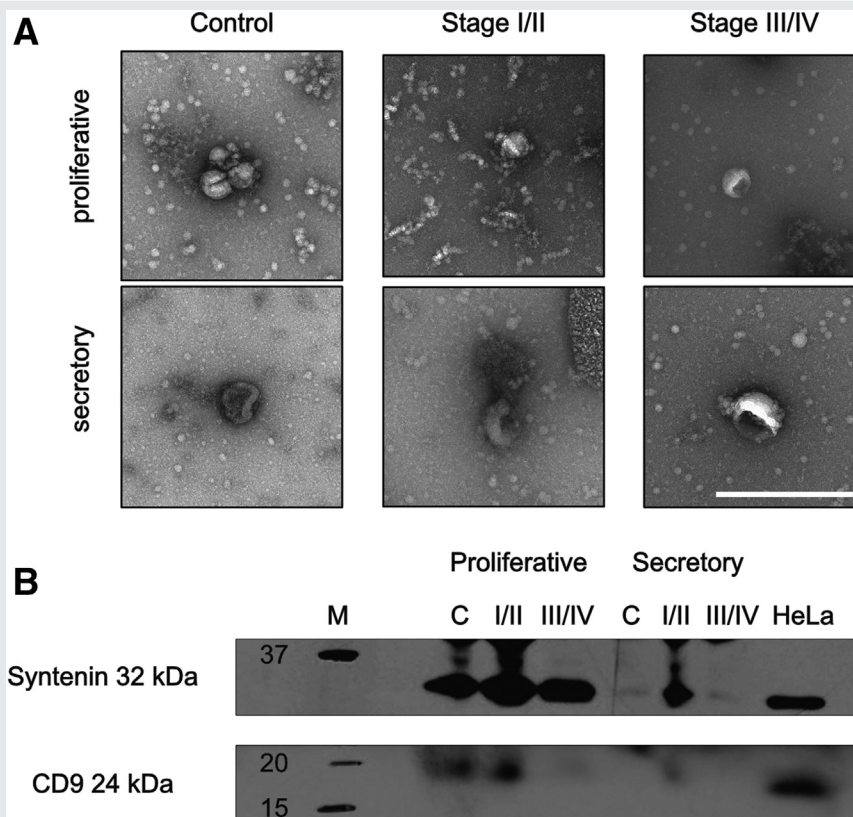 A
Control Stage I/II Stage III/IV
proliferative
secretory
B
Proliferative Secretory
M C I/II III/IV C I/II III/IV HeLa
Syntenin 32 kDa 37
CD9 24 kDa 20
15